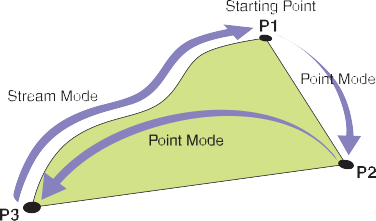 Starting Point
P1
Point Mode
Stream Mode
Point Mode
P2
P3